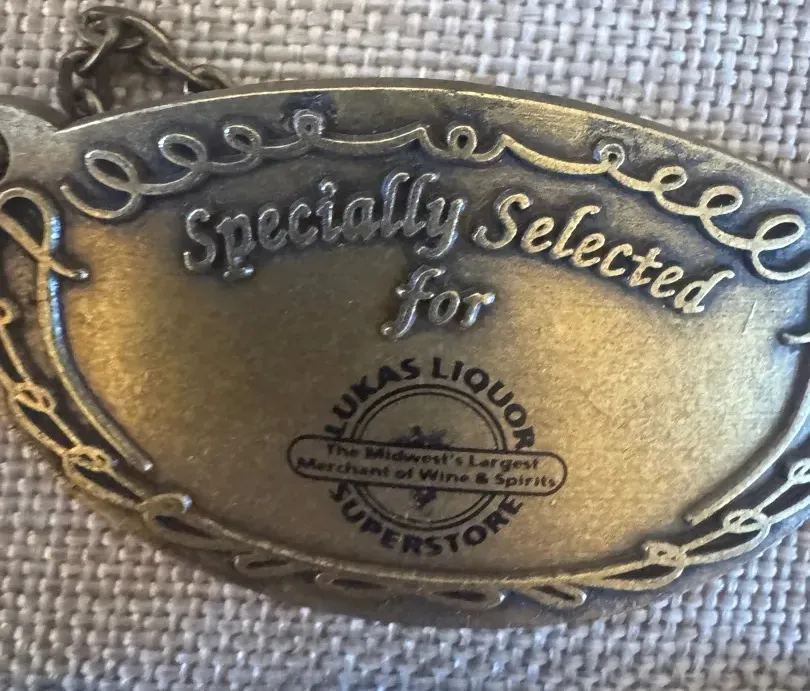 Specially Selected
for
LUKAS LIQUOR
The Midwest's Largest
Merchant of Wine & Spirits
SUPERSTORE